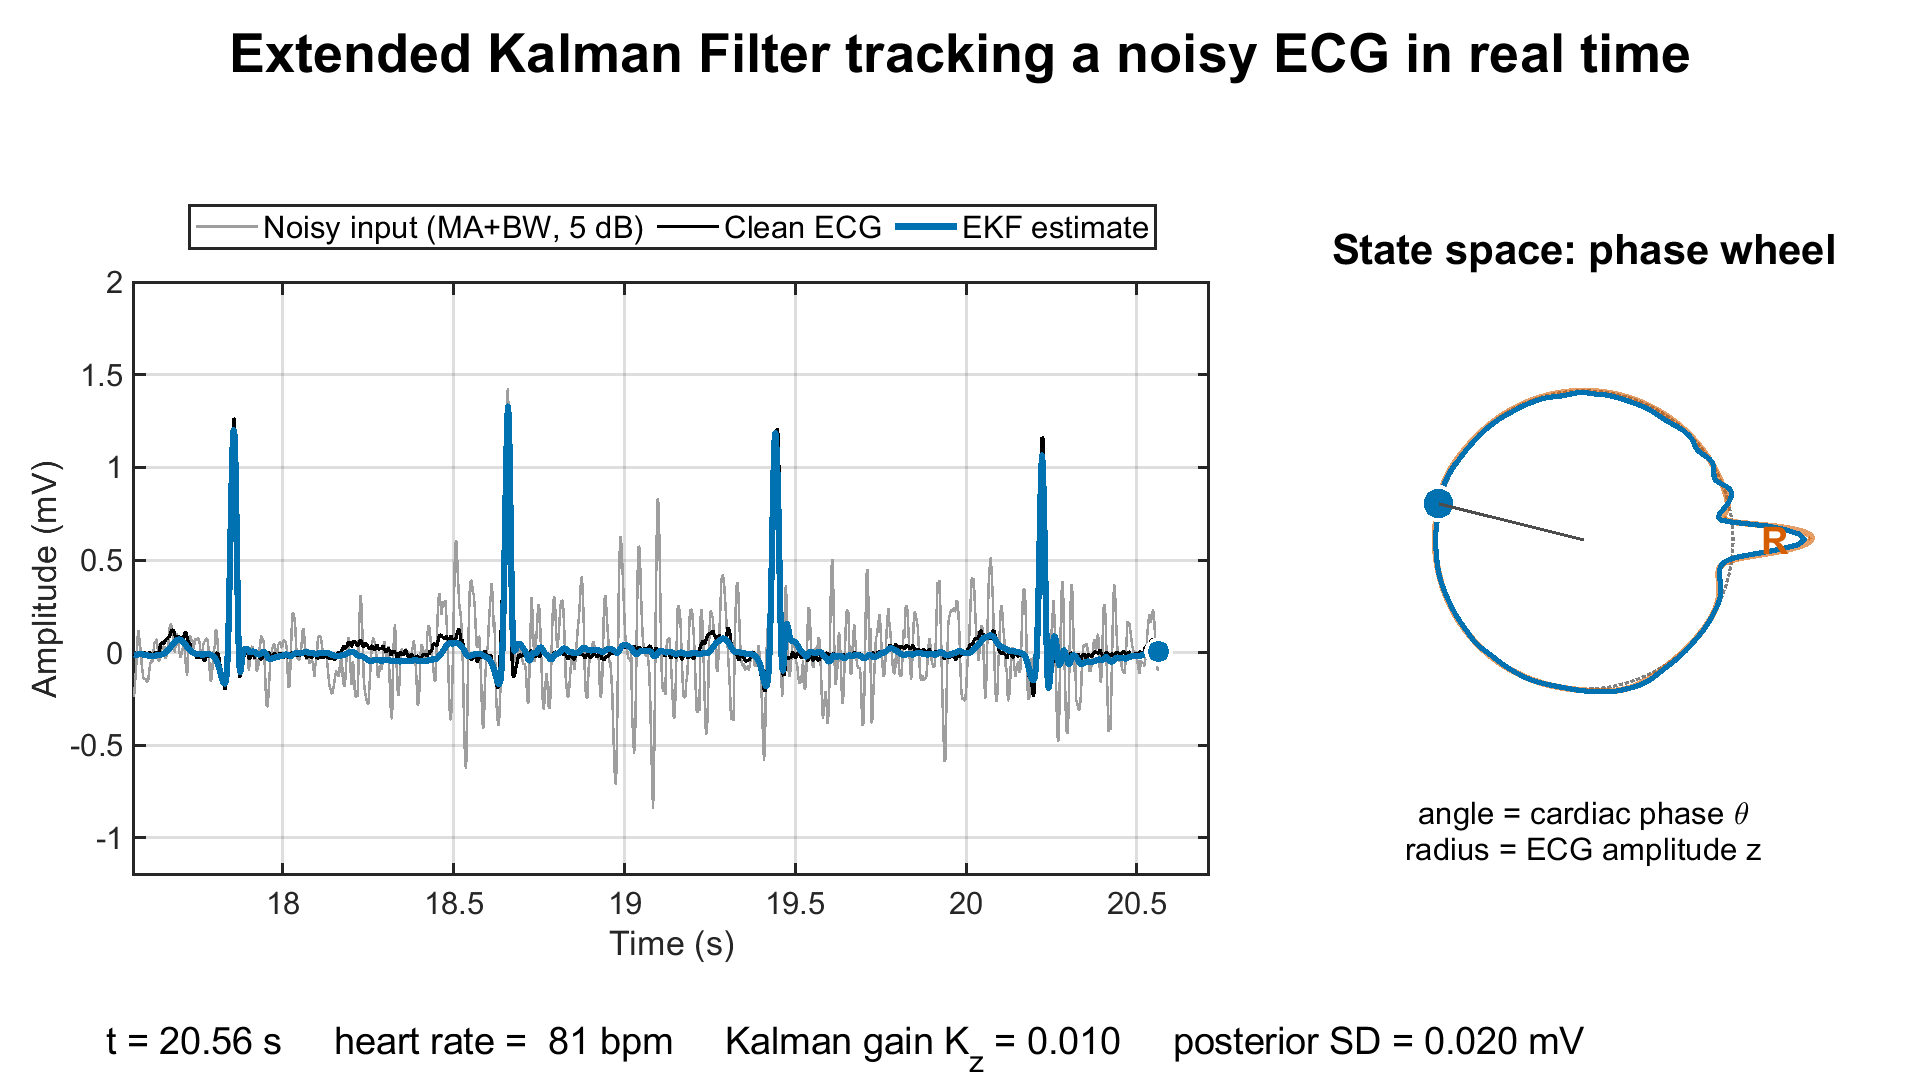 Extended Kalman Filter tracking a noisy ECG in real time
Noisy input (MA+BW, 5 dB) Clean ECG EKF estimate
State space: phase wheel
2
1.5
1
0.5
0
-0.5
-1
Amplitude (mV)
18 18.5 19 19.5 20 20.5
Time (s)
R
angle = cardiac phase θ
radius = ECG amplitude z
t = 20.56 s heart rate = 81 bpm Kalman gain K_z = 0.010 posterior SD = 0.020 mV